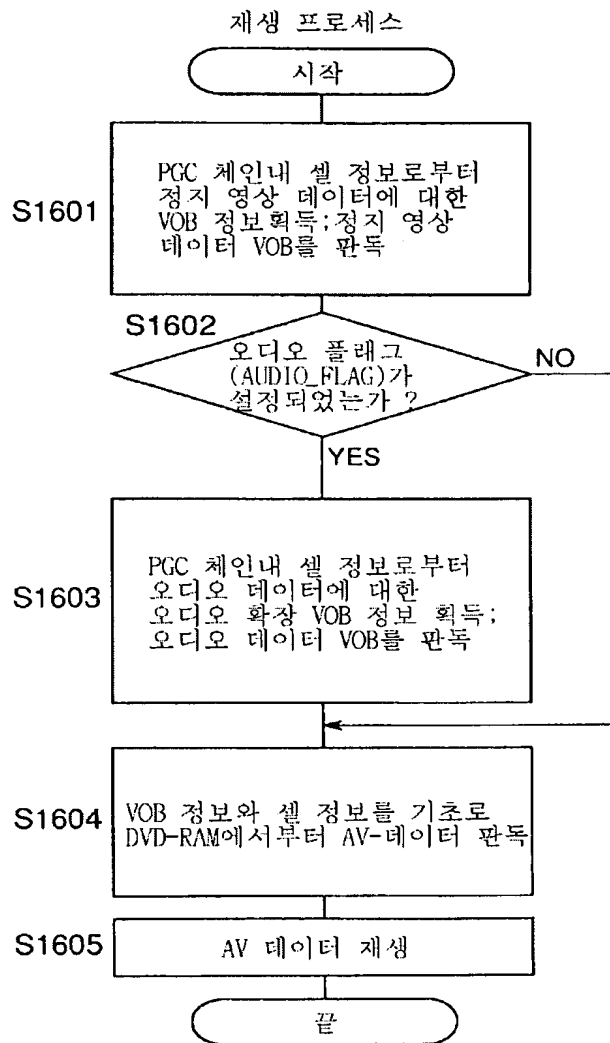 재생 프로세스
시작
S1601
PGC 체인내 셀 정보로부터
정지 영상 데이터에 대한
VOB 정보획득;정지 영상
데이터 VOB를 판독
S1602
오디오 플래그
(AUDIO_FLAG)가
설정되었는가 ?
NO
YES
S1603
PGC 체인내 셀 정보로부터
오디오 데이터에 대한
오디오 확장 VOB 정보 획득;
오디오 데이터 VOB를 판독
S1604
VOB 정보와 셀 정보를 기초로
DVD-RAM에서부터 AV-데이터 판독
S1605
AV 데이터 재생
끝